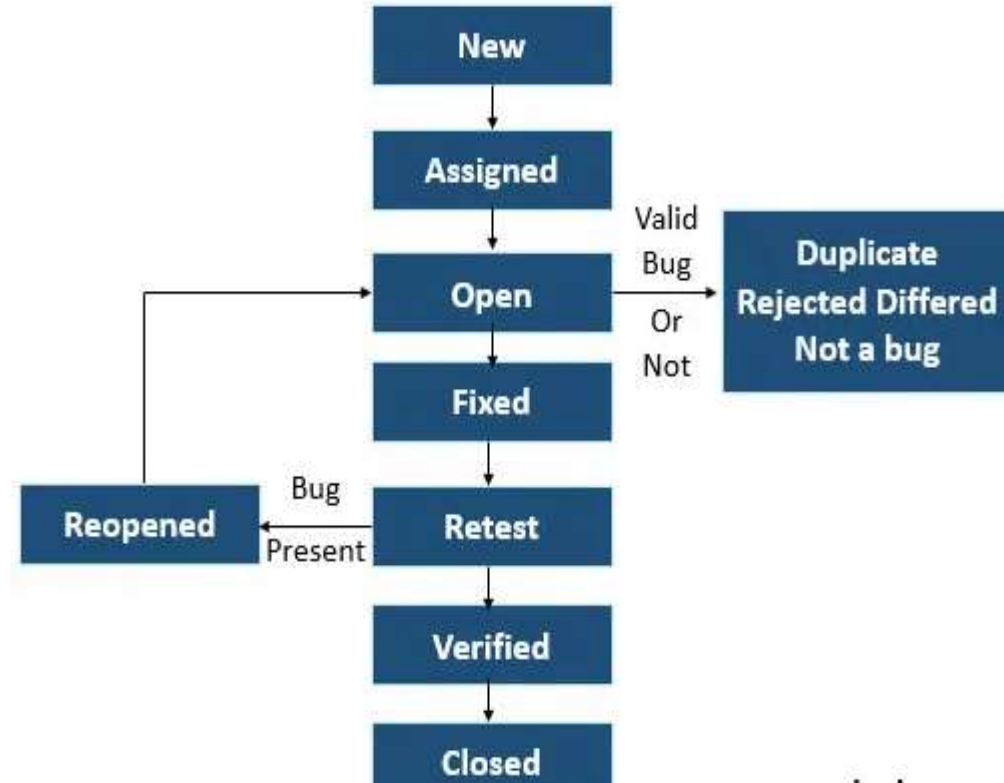 New
Assigned
Valid
Bug
Or
Not
Duplicate
Rejected Differed
Not a bug
Open
Fixed
Bug
Present
Reopened
Retest
Verified
Closed